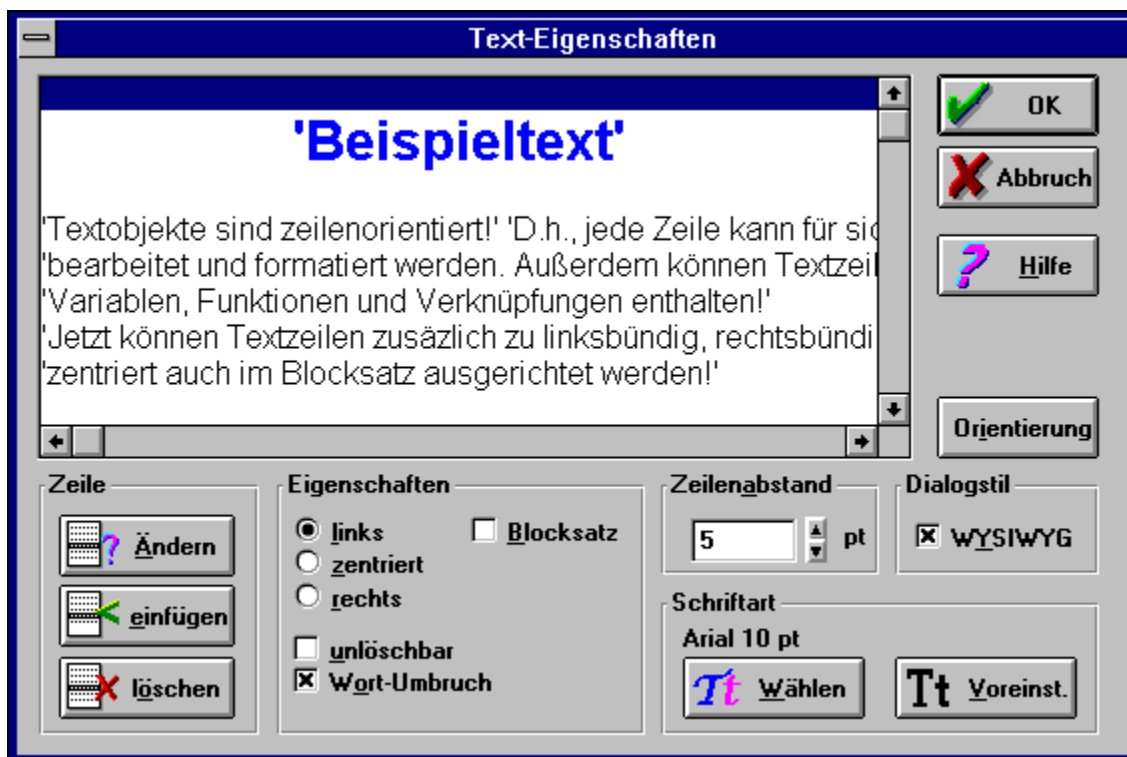 Text-Eigenschaften
'Beispieltext'
'Textobjekte sind zeilenorientiert!' 'D.h., jede Zeile kann für sic
'bearbeitet und formatiert werden. Außerdem können Textzeil
'Variablen, Funktionen und Verknüpfungen enthalten!'
'Jetzt können Textzeilen zusäzlich zu linksbündig, rechtsbündi
'zentriert auch im Blocksatz ausgerichtet werden!'
OK
Abbruch
Hilfe
Orientierung
Zeile
Ändern
einfügen
löschen
Eigenschaften
links
Blocksatz
zentriert
rechts
unlöschbar
Wort-Umbruch
Zeilenabstand
5 pt
Dialogstil
WYSIWYG
Schriftart
Arial 10 pt
Tt Wählen
Tt Voreinst.